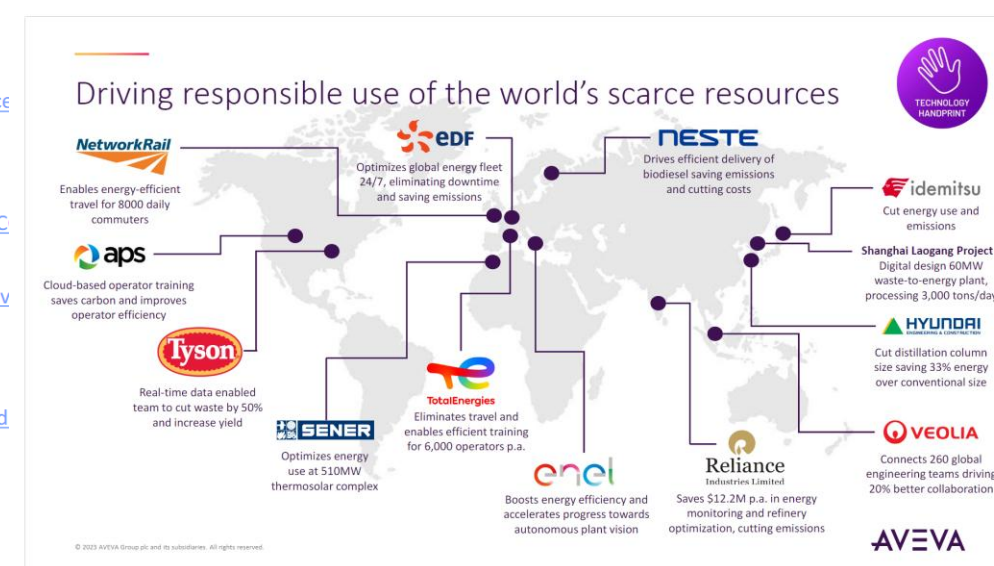 Driving responsible use of the world's scarce resources
TECHNOLOGY
HANDPRINT
NetworkRail
Enables energy-efficient
travel for 8000 daily
commuters
eDF
Optimizes global energy fleet
24/7, eliminating downtime
and saving emissions
NESTE
Drives efficient delivery of
biodiesel saving emissions
and cutting costs
idemitsu
Cut energy use and
emissions
aps
Cloud-based operator training
saves carbon and improves
operator efficiency
Shanghai Laogang Project
Digital design 60MW
waste-to-energy plant,
processing 3,000 tons/day
Tyson
Real-time data enabled
team to cut waste by 50%
and increase yield
HYUNDAI
ENGINEERING & CONSTRUCTION
Cut distillation column
size saving 33% energy
over conventional size
SENER
Optimizes energy
use at 510MW
thermosolar complex
TotalEnergies
Eliminates travel and
enables efficient training
for 6,000 operators p.a.
enel
Boosts energy efficiency and
accelerates progress towards
autonomous plant vision
Reliance
Industries Limited
Saves $12.2M p.a. in energy
monitoring and refinery
optimization, cutting emissions
VEOLIA
Connects 260 global
engineering teams driving
20% better collaboration
© 2023 AVEVA Group plc and its subsidiaries. All rights reserved.
AVEVA